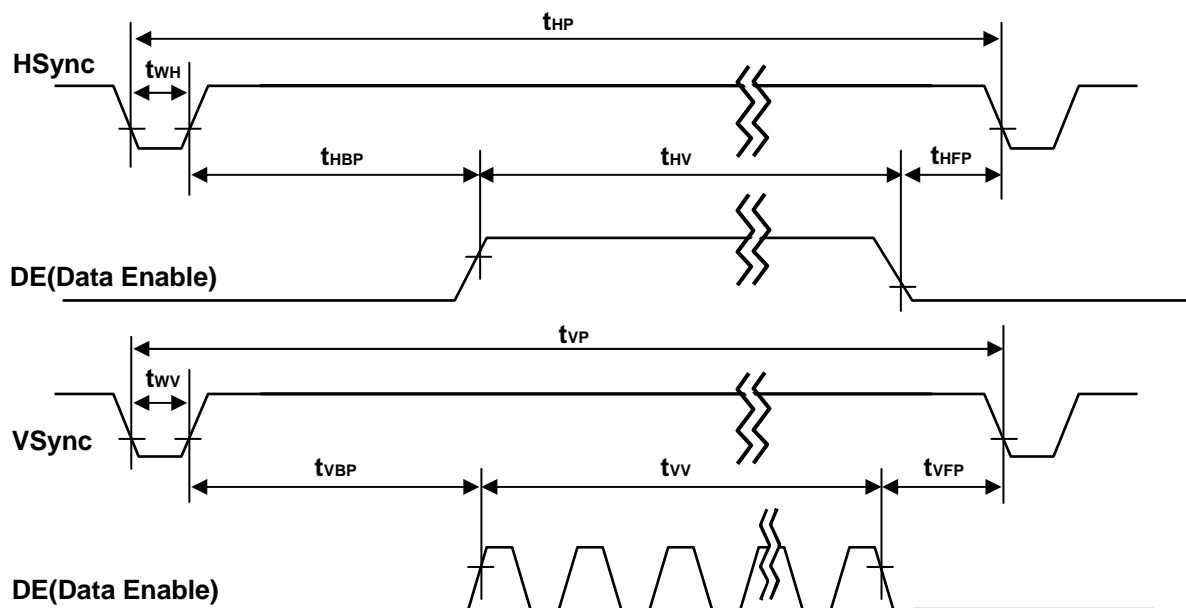 tHP
HSync
tWH
tHBP
tHV
tHFP
DE(Data Enable)
tVP
tWV
VSync
tVBP
tVV
tVFP
DE(Data Enable)